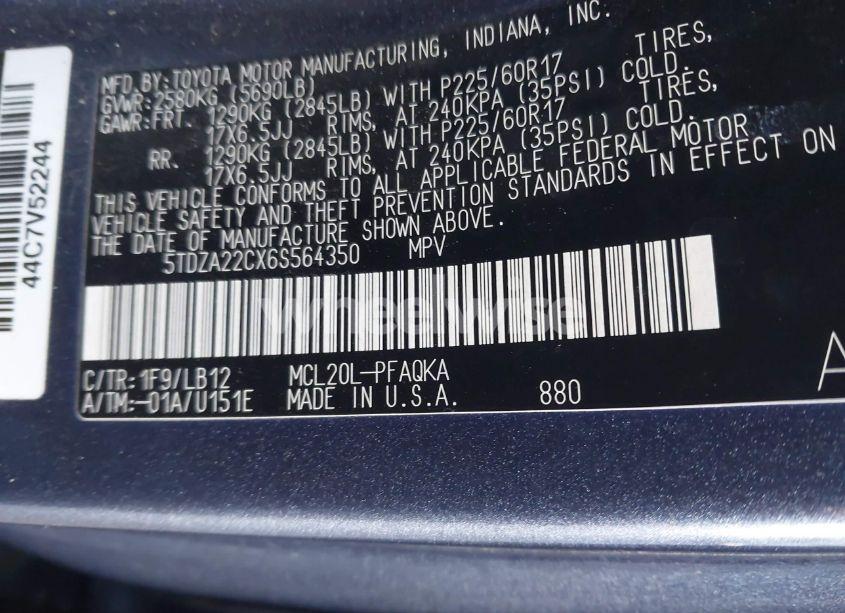 44C7V52244
MFD.BY:TOYOTA MOTOR MANUFACTURING, INDIANA, INC.
GVWR:2580KG (5690LB)
GAWR:FRT. 1290KG (2845LB) WITH P225/60R17 TIRES,
17X6.5JJ RIMS, AT 240KPA (35PSI) COLD.
RR. 1290KG (2845LB) WITH P225/60R17 TIRES,
17X6.5JJ RIMS, AT 240KPA (35PSI) COLD.
THIS VEHICLE CONFORMS TO ALL APPLICABLE FEDERAL MOTOR
VEHICLE SAFETY AND THEFT PREVENTION STANDARDS IN EFFECT ON
THE DATE OF MANUFACTURE SHOWN ABOVE.
5TDZA22CX6S564350 MPV
wheelwise
C/TR:1F9/LB12 MCL20L-PFAQKA
A/TM:-01A/U151E MADE IN U.S.A. 880
A